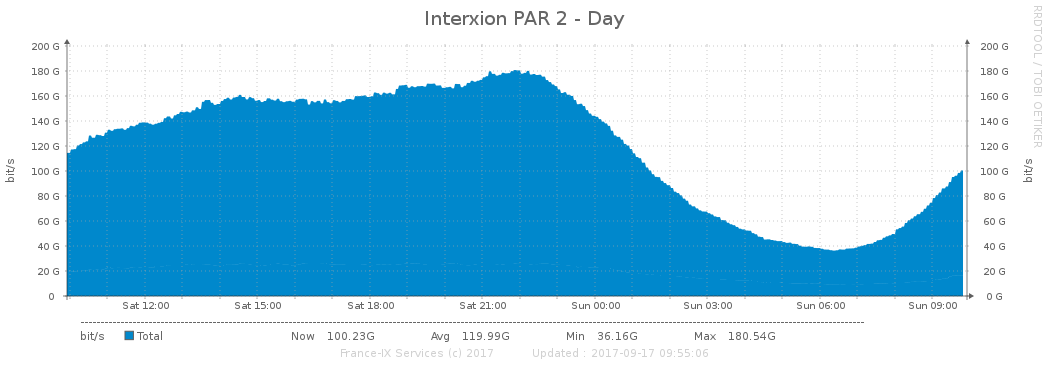 Interxion PAR 2 - Day
RRDTOOL / TOBI OETIKER
200 G 200 G
180 G 180 G
160 G 160 G
140 G 140 G
120 G 120 G
100 G 100 G
80 G 80 G
60 G 60 G
40 G 40 G
20 G 20 G
0 0 G
bit/s bit/s
Sat 12:00 Sat 15:00 Sat 18:00 Sat 21:00 Sun 00:00 Sun 03:00 Sun 06:00 Sun 09:00
bit/s Total Now 100.23G Avg 119.99G Min 36.16G Max 180.54G
France-IX Services (c) 2017 Updated : 2017-09-17 09:55:06